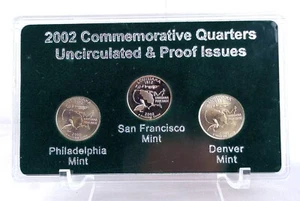 2002 Commemorative Quarters
Uncirculated & Proof Issues
Philadelphia
Mint
San Francisco
Mint
Denver
Mint